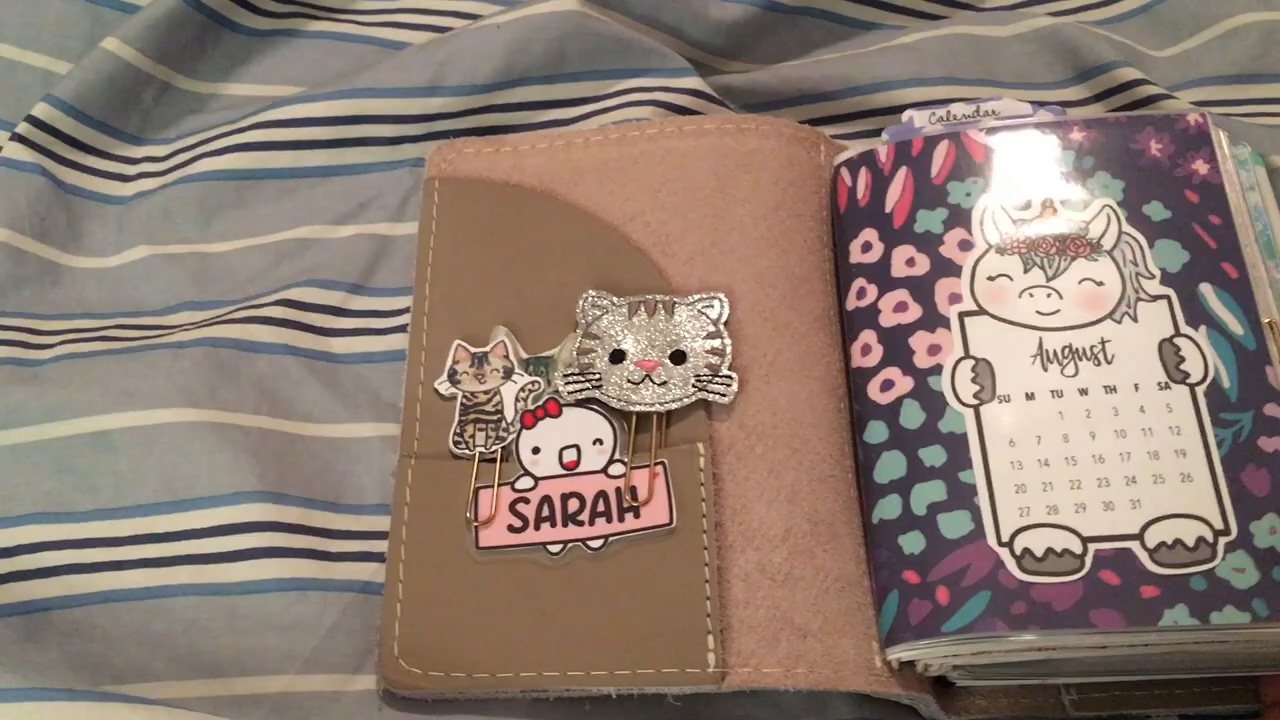 Calendar
SARAH
August
SU M TU W TH F SA
1 2 3 4 5
6 7 8 9 10 11 12
13 14 15 16 17 18 19
20 21 22 23 24 25 26
27 28 29 30 31